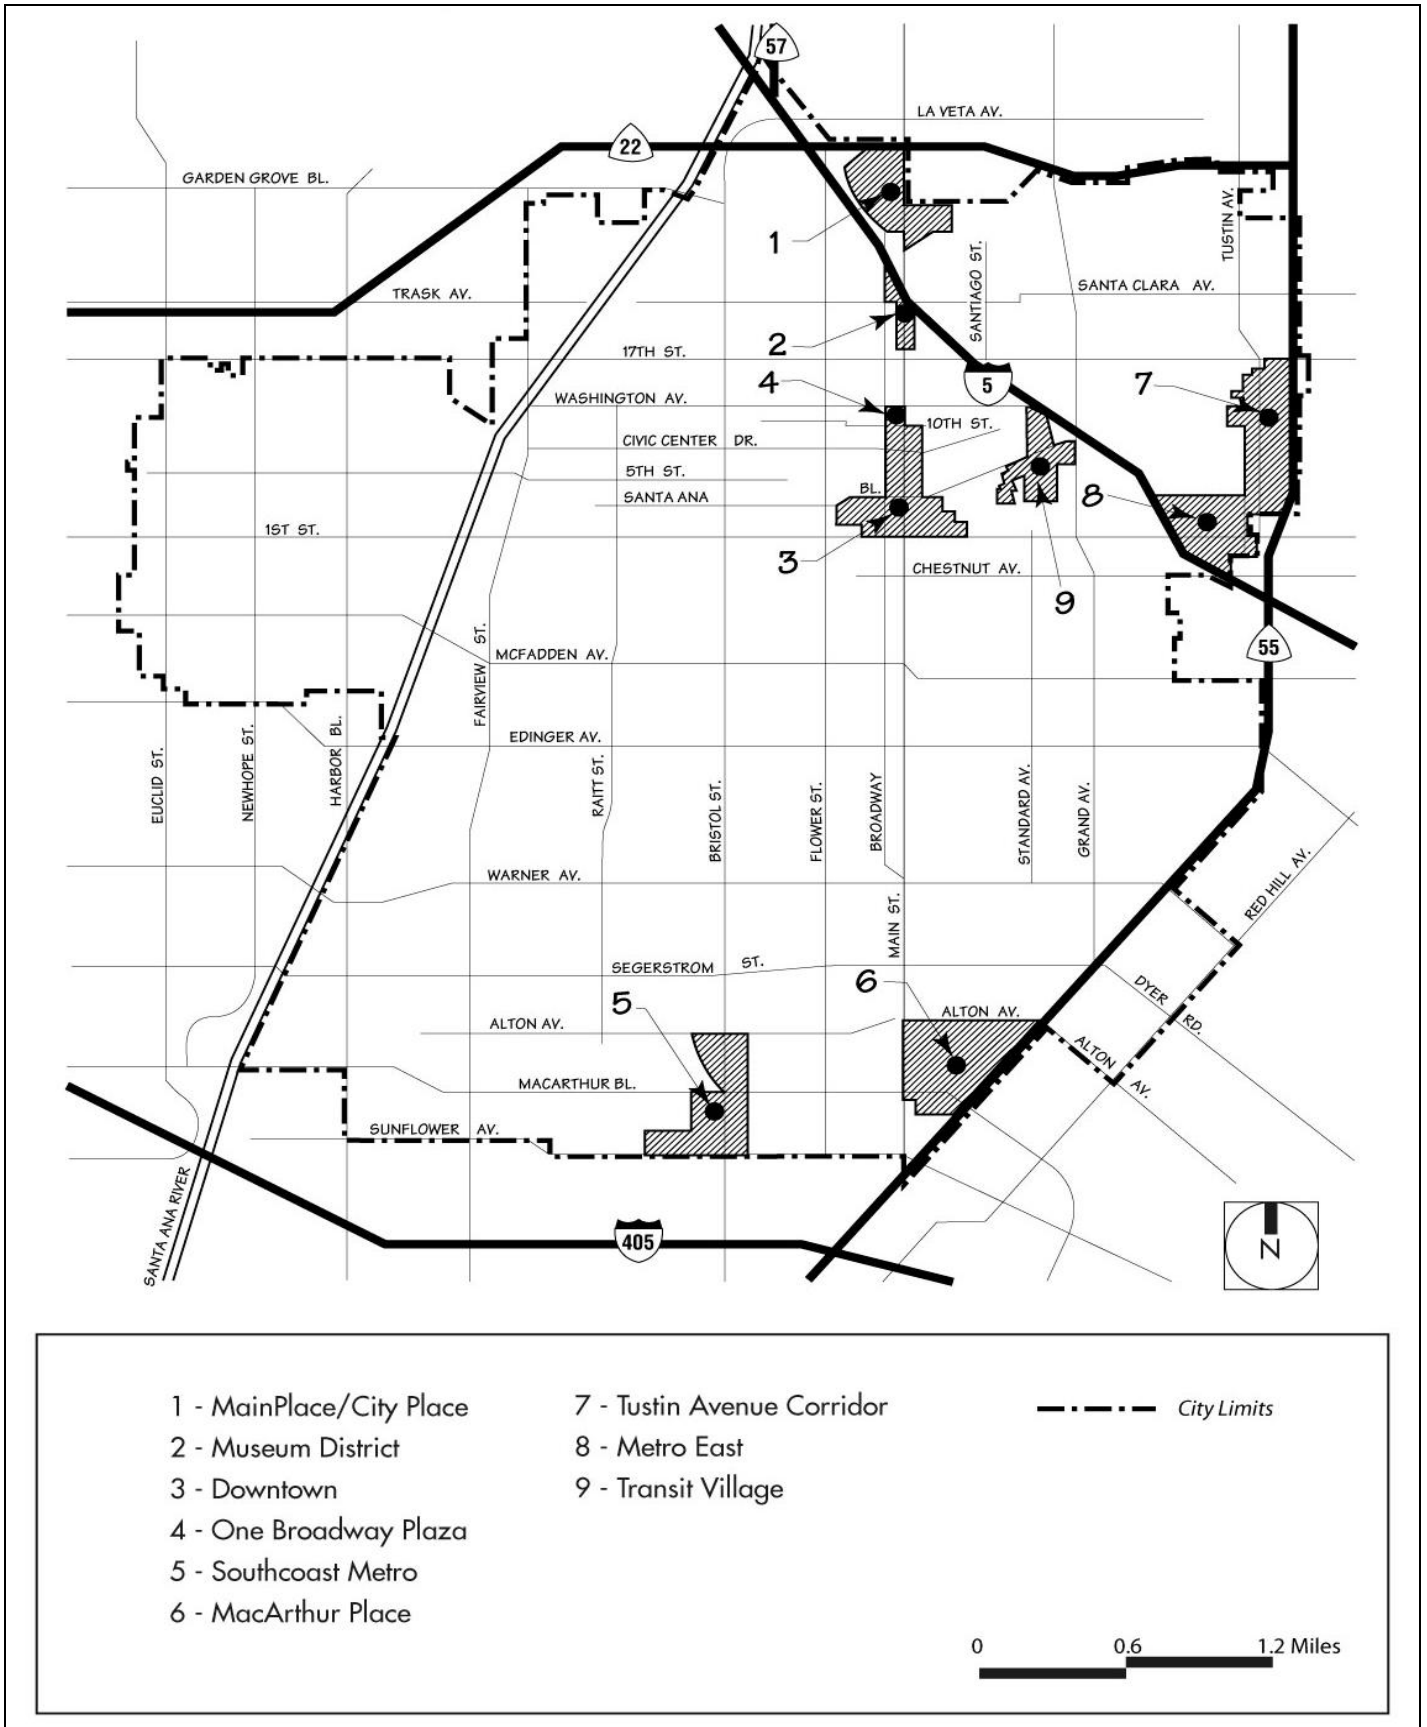 57
LA VETA AV.
22
GARDEN GROVE BL.
TUSTIN AV.
1
SANTIAGO ST.
TRASK AV.
SANTA CLARA AV.
2
17TH ST.
4
5
7
WASHINGTON AV.
10TH ST.
CIVIC CENTER DR.
5TH ST.
SANTA ANA BL.
8
1ST ST.
3
CHESTNUT AV.
9
55
FAIRVIEW ST.
MCFADDEN AV.
EDINGER AV.
EUCLID ST.
NEWHOPE ST.
HARBOR BL.
RAITT ST.
BRISTOL ST.
FLOWER ST.
BROADWAY
STANDARD AV.
GRAND AV.
WARNER AV.
RED HILL AV.
MAIN ST.
SEGERSTROM ST.
6
5
DYER RD.
ALTON AV.
ALTON AV.
ALTON AV.
MACARTHUR BL.
SUNFLOWER AV.
SANTA ANA RIVER
405
N
1 - MainPlace/City Place
2 - Museum District
3 - Downtown
4 - One Broadway Plaza
5 - Southcoast Metro
6 - MacArthur Place
7 - Tustin Avenue Corridor
8 - Metro East
9 - Transit Village
City Limits
0 0.6 1.2 Miles